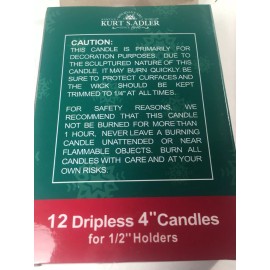 KURT S. ADLER
CAUTION:
THIS CANDLE IS PRIMARILY FOR
DECORATION PURPOSES. DUE TO
THE SCULPTURED NATURE OF THIS
CANDLE, IT MAY BURN QUICKLY BE
SURE TO PROTECT CURFACES AND
THE WICK SHOULD BE KEPT
TRIMMED TO 1/4" AT ALL TIMES.
FOR SAFETY REASONS, WE
RECOMMEND THAT THIS CANDLE
NOT BE BURNED FOR MORE THAN
1 HOUR, NEVER LEAVE A BURNING
CANDLE UNATTENDED OR NEAR
FLAMMABLE OBJECTS. BURN ALL
CANDLES WITH CARE AND AT YOUR
OWN RISKS.
12 Dripless 4" Candles
for 1/2" Holders